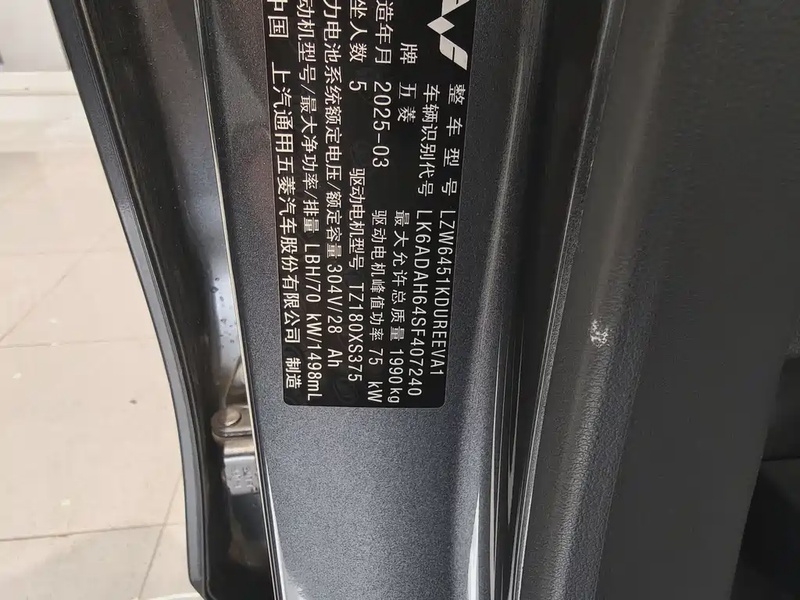 整车型号 LZW6451KDUREEVA1
车辆识别代号 LK6ADAH64SF407240
牌 五菱 最大允许总质量 1990kg
造年月 2025-03 驱动电机峰值功率 75 kW
坐人数 5 驱动电机型号 TZ180XS375
力电池系统额定电压/额定容量 304V/28 Ah
动机型号/最大净功率/排量 LBH/70 kW/1498mL
中国 上汽通用五菱汽车股份有限公司 制造